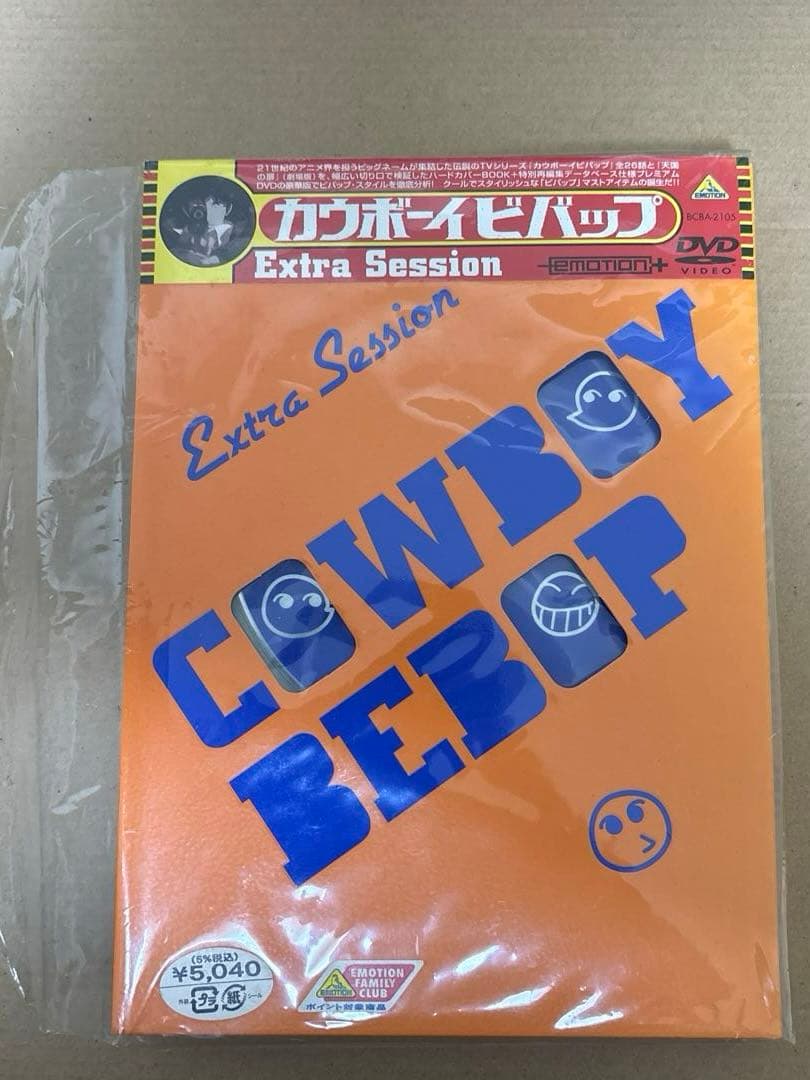 21世紀のアニメ界を担うビッグネームが集結した伝説のTVシリーズ「カウボーイビバップ」全26話と「天国
の扉」(劇場版)を、幅広い切り口で検証したハードカバーBOOK+特別再編集データベース仕様プレミアム
DVDの豪華版でビバップ・スタイルを徹底分析!! クールでスタイリッシュな「ビバップ」マストアイテムの誕生だ!!
EMOTION
BCBA-2105
カウボーイビバップ
Extra Session
EMOTION+
DVD
VIDEO
Extra Session
COWBOY
BEBOP
(5%税込)
¥5,040
外装 プラ 紙 シール
EMOTION
EMOTION
FAMILY
CLUB
ポイント対象商品